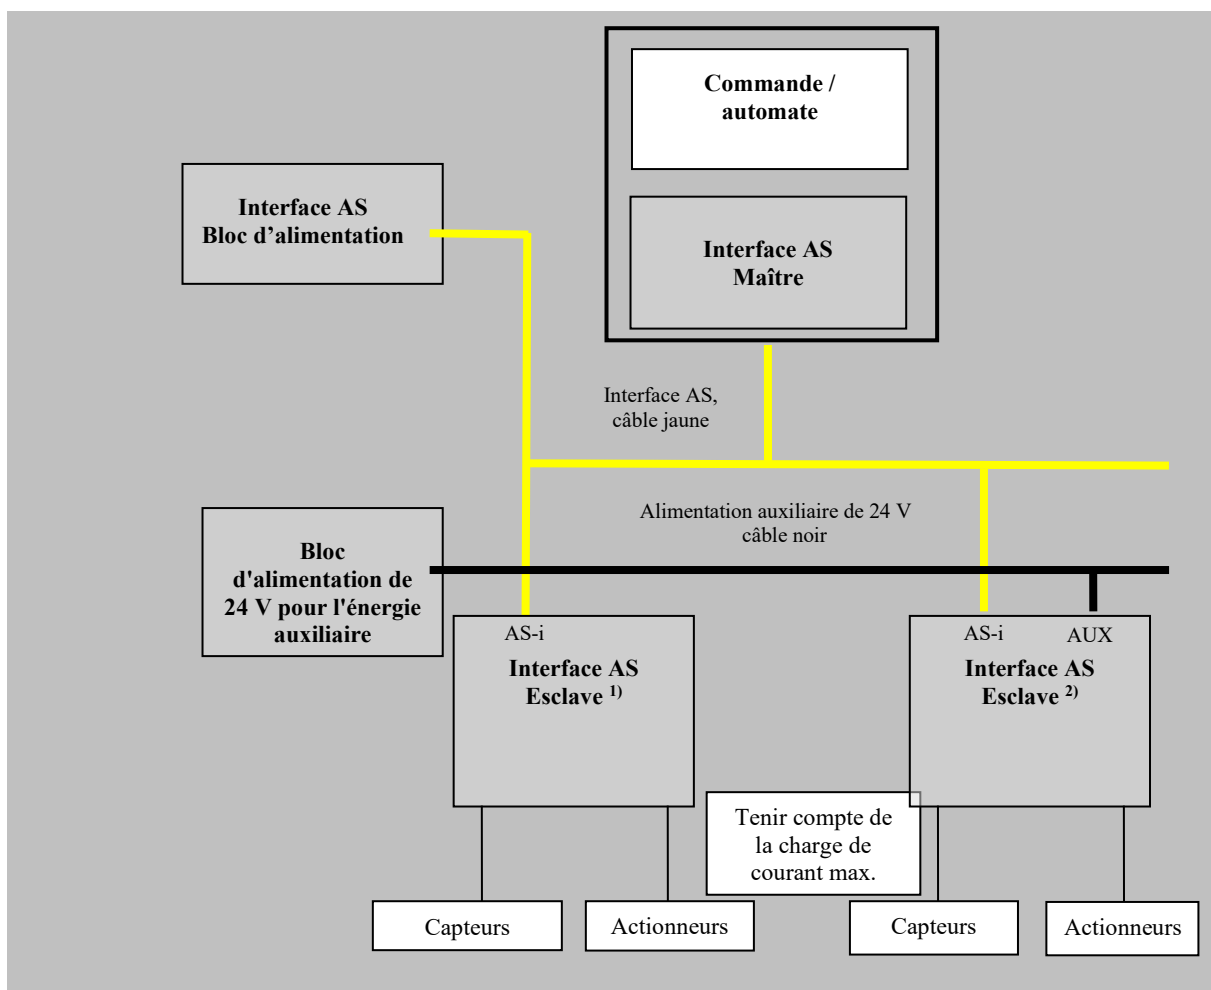 Commande /
automate
Interface AS
Bloc d’alimentation
Interface AS
Maître
Interface AS,
câble jaune
Alimentation auxiliaire de 24 V
câble noir
Bloc
d'alimentation de
24 V pour l'énergie
auxiliaire
AS-i
Interface AS
Esclave 1)
AS-i
AUX
Interface AS
Esclave 2)
Tenir compte de
la charge de
courant max.
Capteurs
Actionneurs
Capteurs
Actionneurs